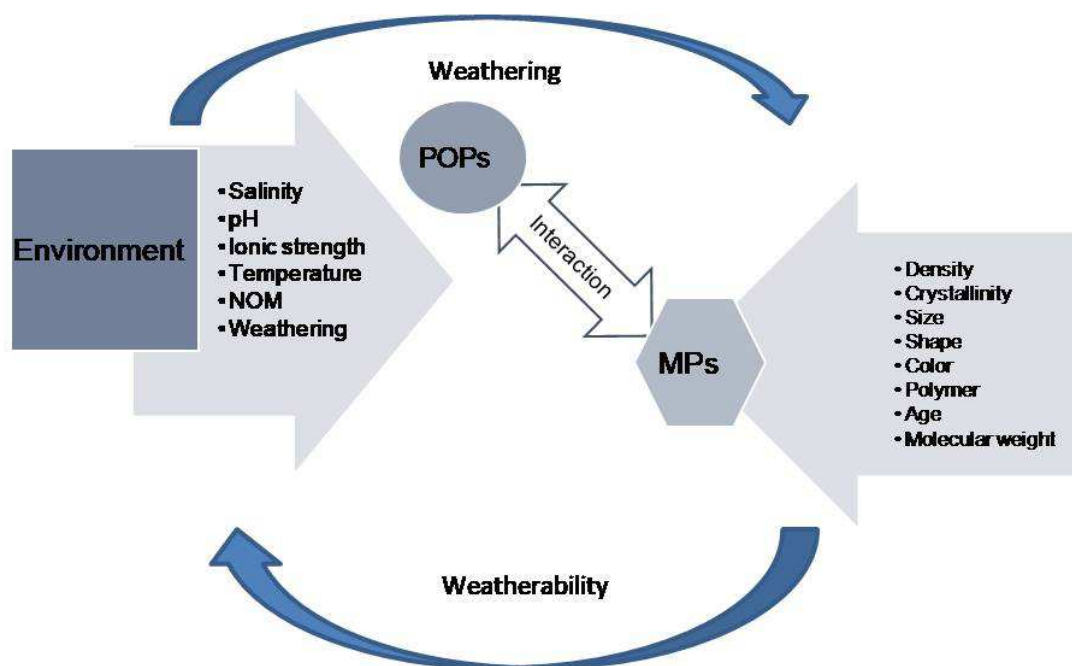 Weathering
POPs
Environment
• Salinity
• pH
• Ionic strength
• Temperature
• NOM
• Weathering
Interaction
MPs
• Density
• Crystallinity
• Size
• Shape
• Color
• Polymer
• Age
• Molecular weight
Weatherability